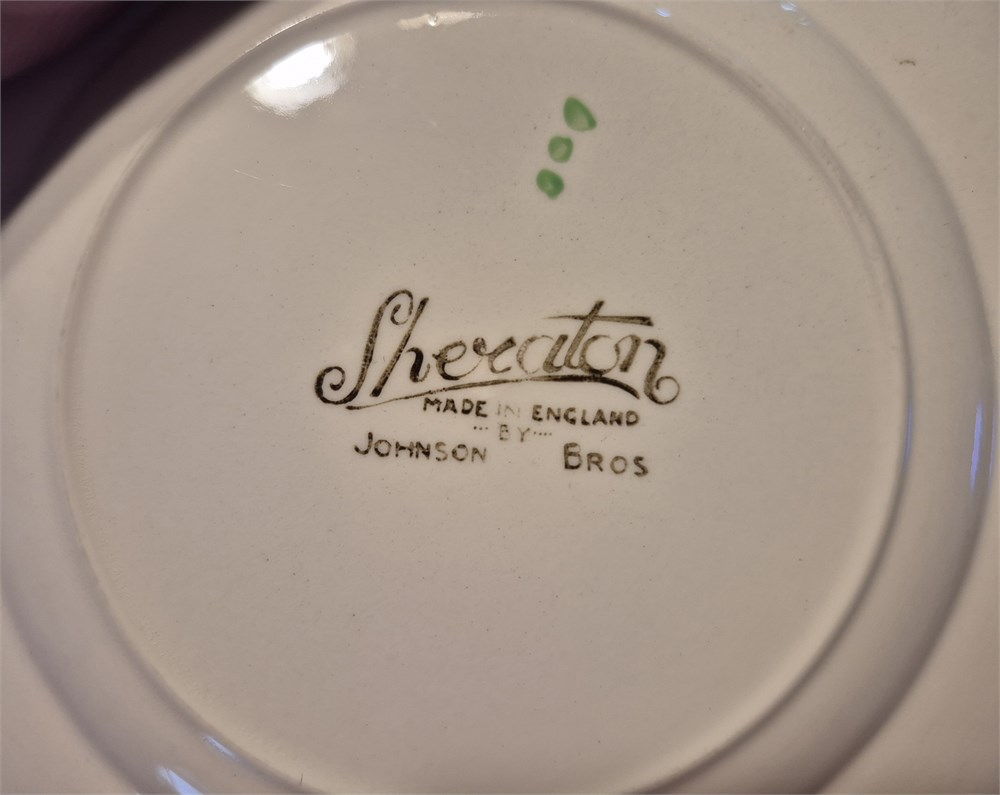 Sheraton
MADE IN ENGLAND
···BY····
JOHNSON BROS